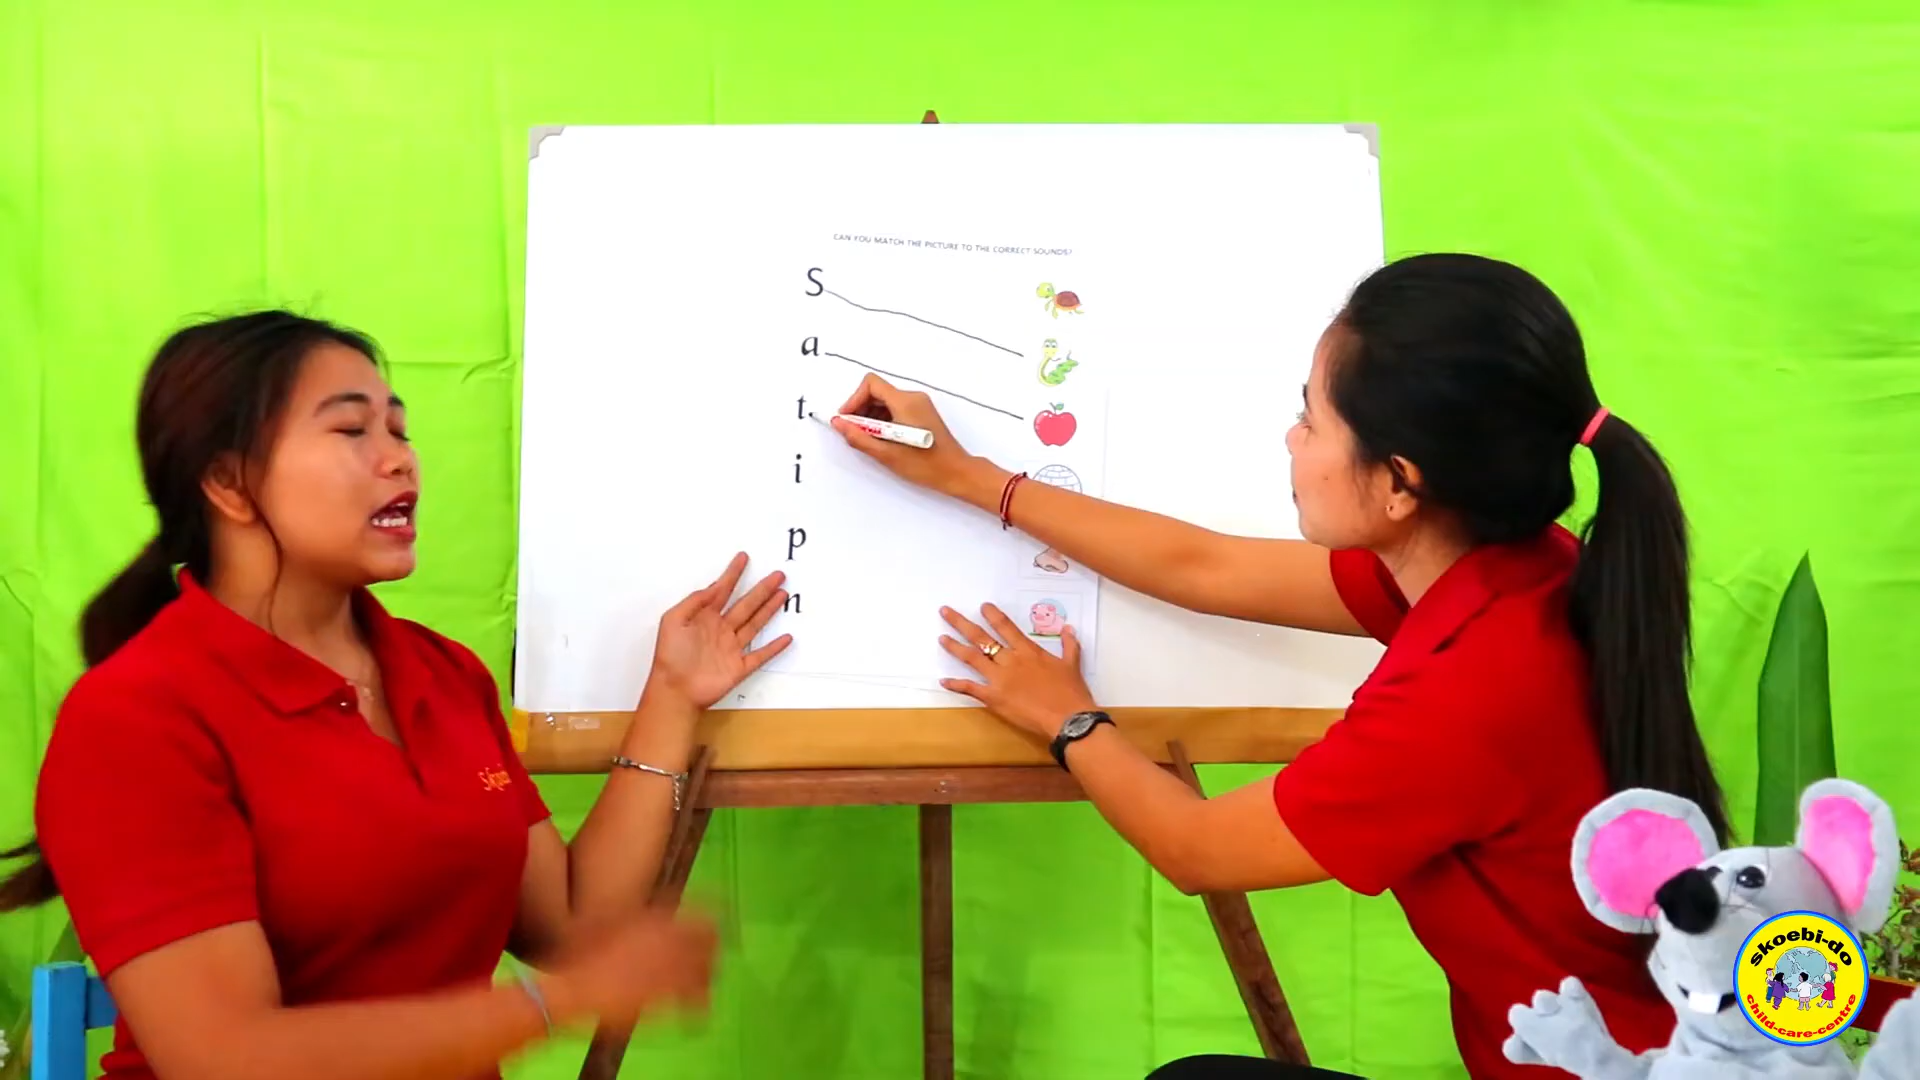 CAN YOU MATCH THE PICTURE TO THE CORRECT SOUNDS?
S
a
t
i
p
n
skoebi-do
child-care-centre